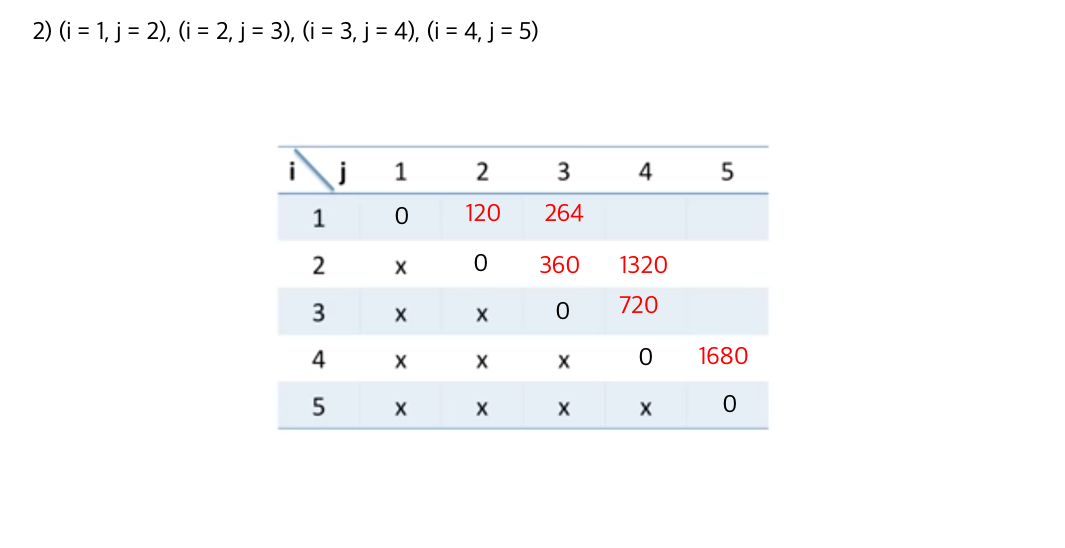 2) (i = 1, j = 2), (i = 2, j = 3), (i = 3, j = 4), (i = 4, j = 5)
i j 1 2 3 4 5
1 0 120 264
2 x 0 360 1320
3 x x 0 720
4 x x x 0 1680
5 x x x x 0